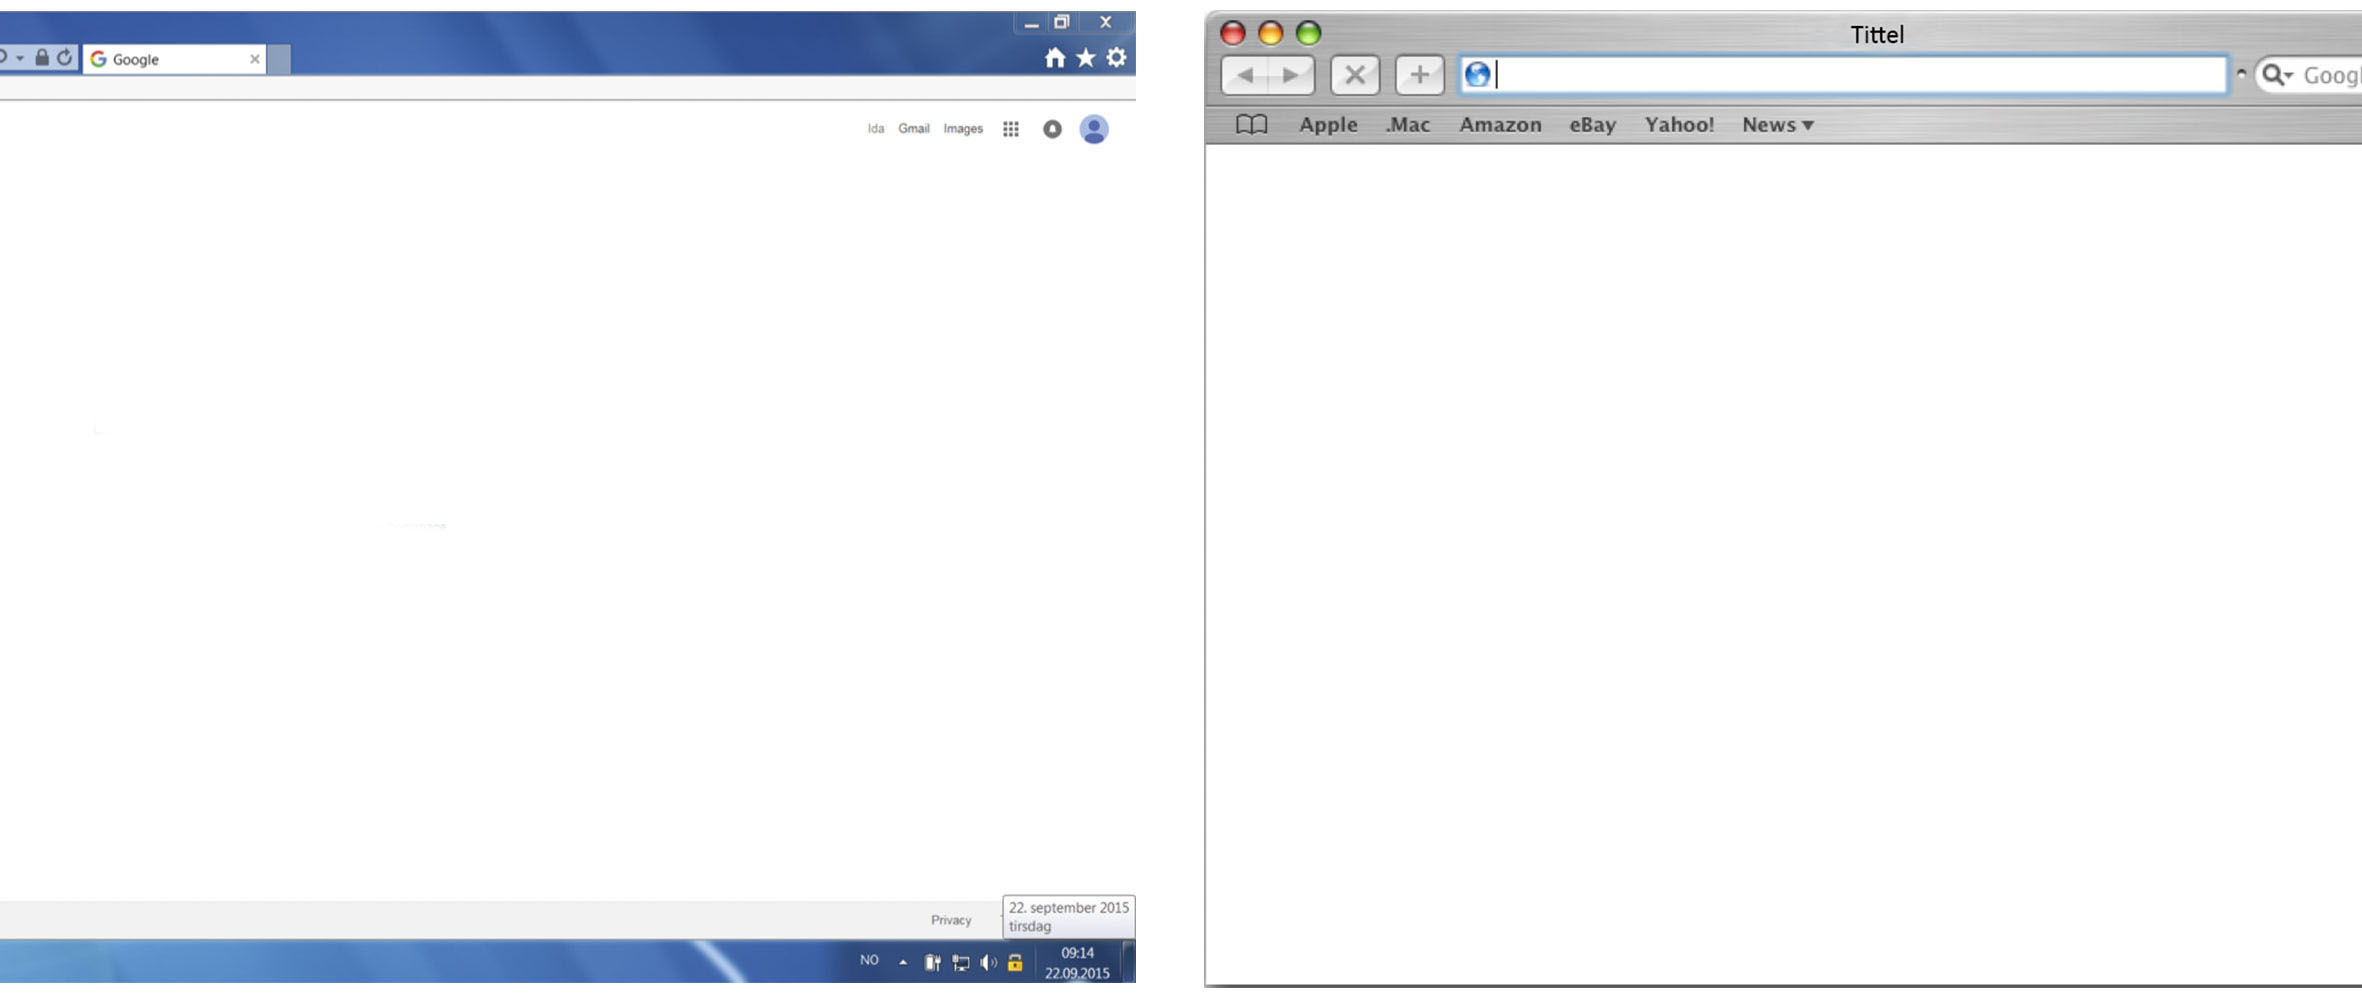 Google
Ida Gmail Images
Privacy
22. september 2015
tirsdag
NO
09:14
22.09.2015
Tittel
Apple .Mac Amazon eBay Yahoo! News